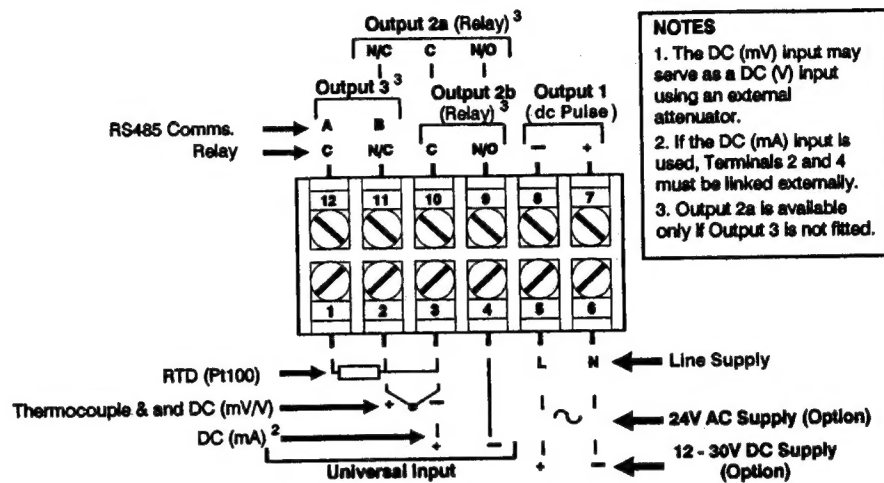 Output 2a (Relay) 3
N/C C N/O
Output 3 3
Output 2b (Relay) 3
Output 1 (dc Pulse)
RS485 Comms. A B
Relay C N/C C N/O − +
12 11 10 9 8 7
1 2 3 4 5 6
RTD (Pt100)
L N Line Supply
Thermocouple & and DC (mV/V) + −
24V AC Supply (Option)
DC (mA) 2 + −
Universal Input
+ − 12 - 30V DC Supply (Option)
NOTES
1. The DC (mV) input may
serve as a DC (V) input
using an external
attenuator.
2. If the DC (mA) input is
used, Terminals 2 and 4
must be linked externally.
3. Output 2a is available
only if Output 3 is not fitted.